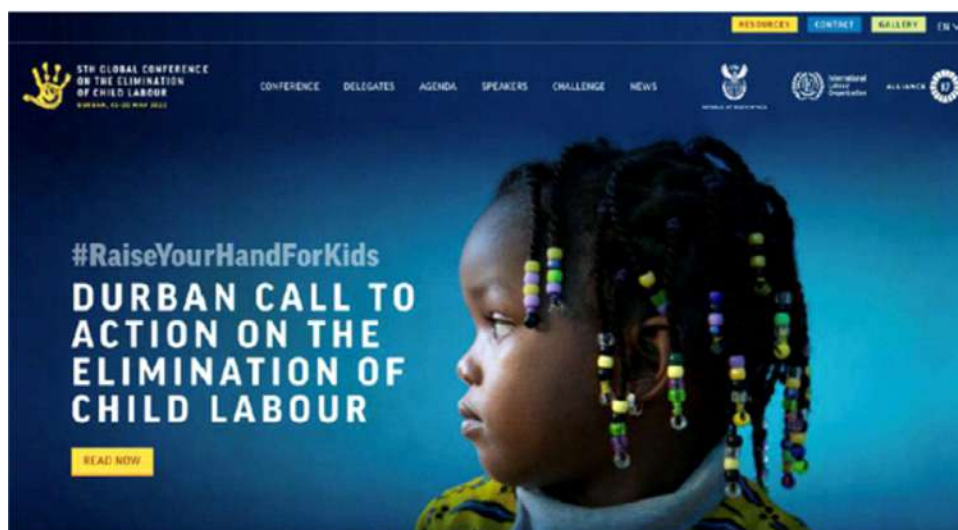 RESOURCES
CONTACT
GALLERY
EN
5TH GLOBAL CONFERENCE
ON THE ELIMINATION
OF CHILD LABOUR
CONFERENCE
DELEGATES
AGENDA
SPEAKERS
CHALLENGE
NEWS
International
Labour
Organization
ALLIANCE
#RaiseYourHandForKids
DURBAN CALL TO
ACTION ON THE
ELIMINATION OF
CHILD LABOUR
READ NOW